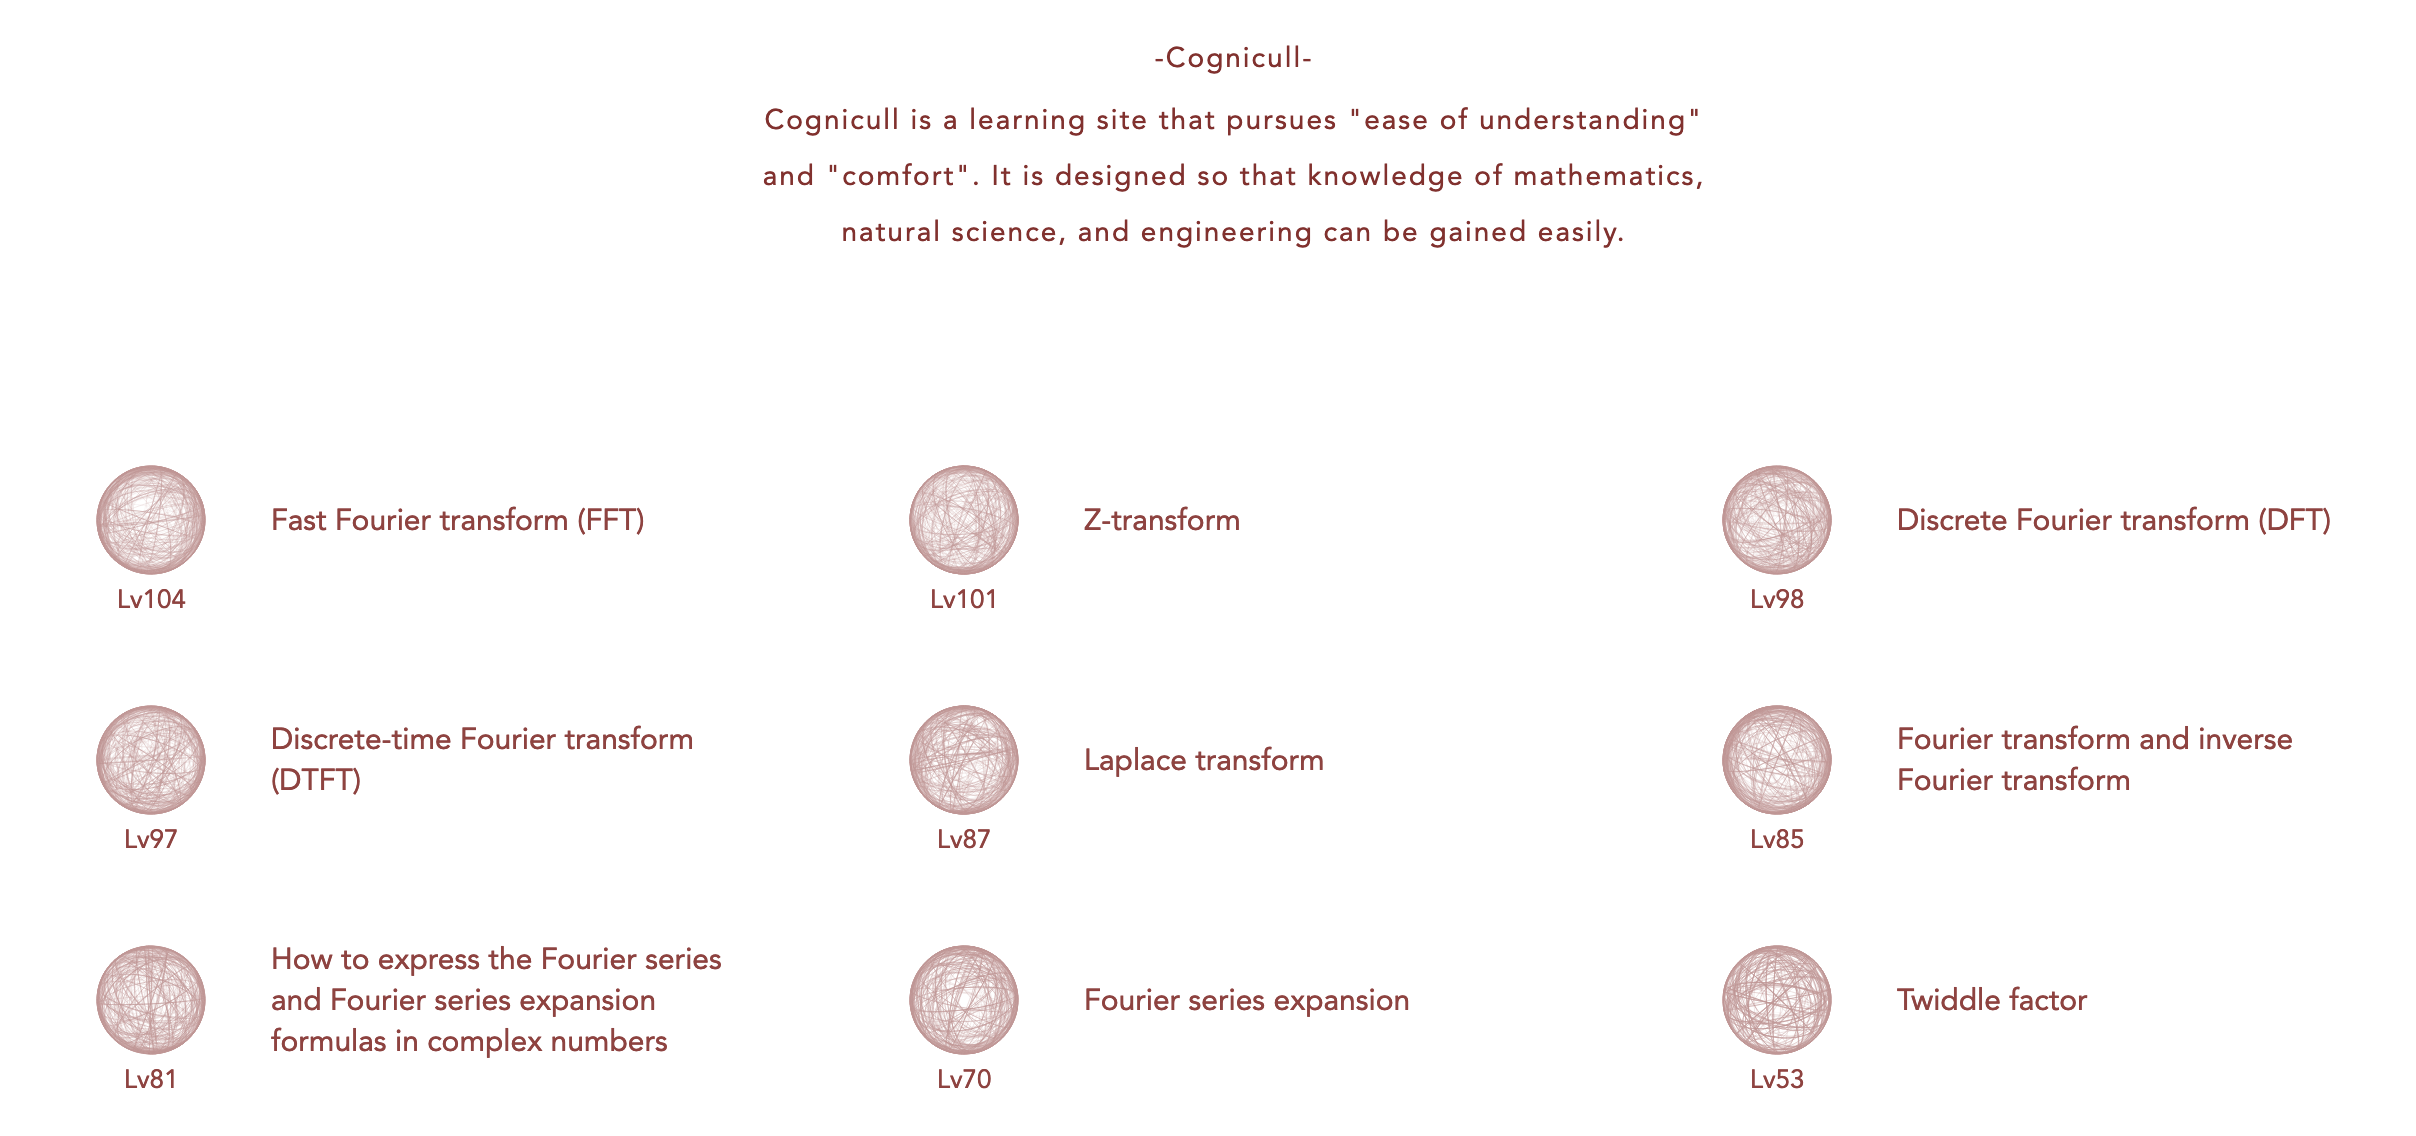 -Cognicull-
Cognicull is a learning site that pursues "ease of understanding"
and "comfort". It is designed so that knowledge of mathematics,
natural science, and engineering can be gained easily.
Fast Fourier transform (FFT)
Lv104
Z-transform
Lv101
Discrete Fourier transform (DFT)
Lv98
Discrete-time Fourier transform
(DTFT)
Lv97
Laplace transform
Lv87
Fourier transform and inverse
Fourier transform
Lv85
How to express the Fourier series
and Fourier series expansion
formulas in complex numbers
Lv81
Fourier series expansion
Lv70
Twiddle factor
Lv53